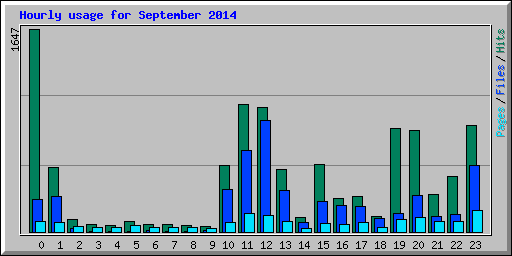 Hourly usage for September 2014
1647
Pages/Files/Hits
0 1 2 3 4 5 6 7 8 9 10 11 12 13 14 15 16 17 18 19 20 21 22 23